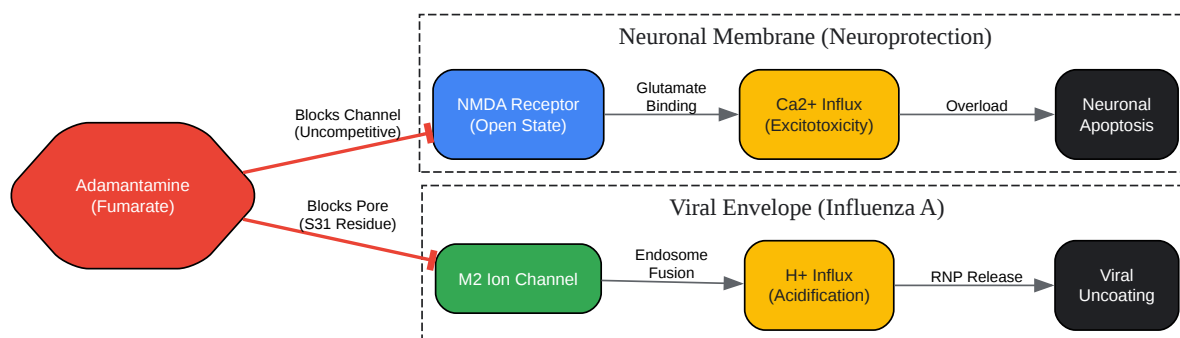 Neuronal Membrane (Neuroprotection)
Adamantamine
(Fumarate)
Blocks Channel
(Uncompetitive)
NMDA Receptor
(Open State)
Glutamate
Binding
Ca2+ Influx
(Excitotoxicity)
Overload
Neuronal
Apoptosis
Viral Envelope (Influenza A)
Blocks Pore
(S31 Residue)
M2 Ion Channel
Endosome
Fusion
H+ Influx
(Acidification)
RNP Release
Viral
Uncoating